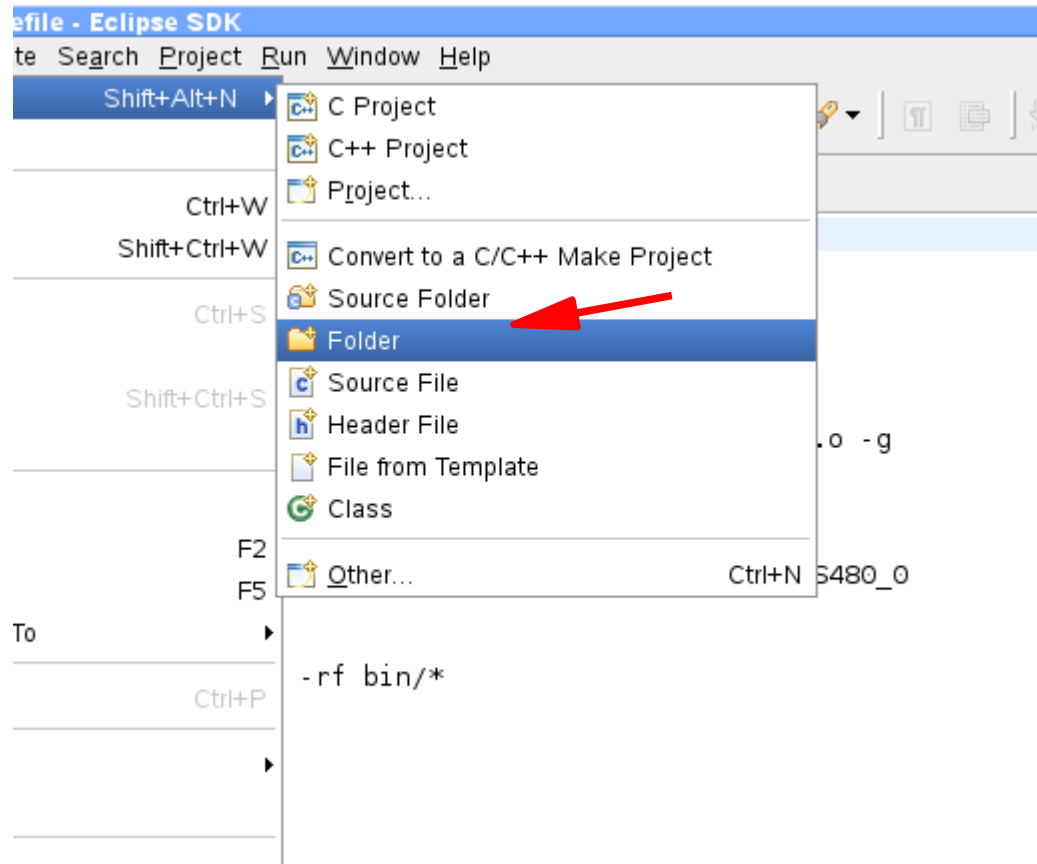 efile - Eclipse SDK
te Search Project Run Window Help
Shift+Alt+N
C Project
C++ Project
Project...
Ctrl+W
Shift+Ctrl+W
Convert to a C/C++ Make Project
Source Folder
Ctrl+S
Folder
Source File
Shift+Ctrl+S
Header File
.o -g
File from Template
Class
F2
Other... Ctrl+N S480_0
F5
To
-rf bin/*
Ctrl+P